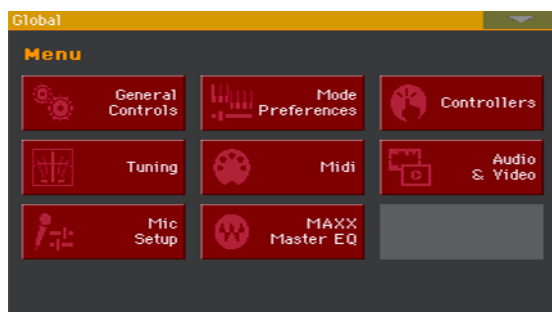 Global
Menu
General
Controls
Mode
Preferences
Controllers
Tuning
Midi
Audio
& Video
Mic
Setup
MAXX
Master EQ